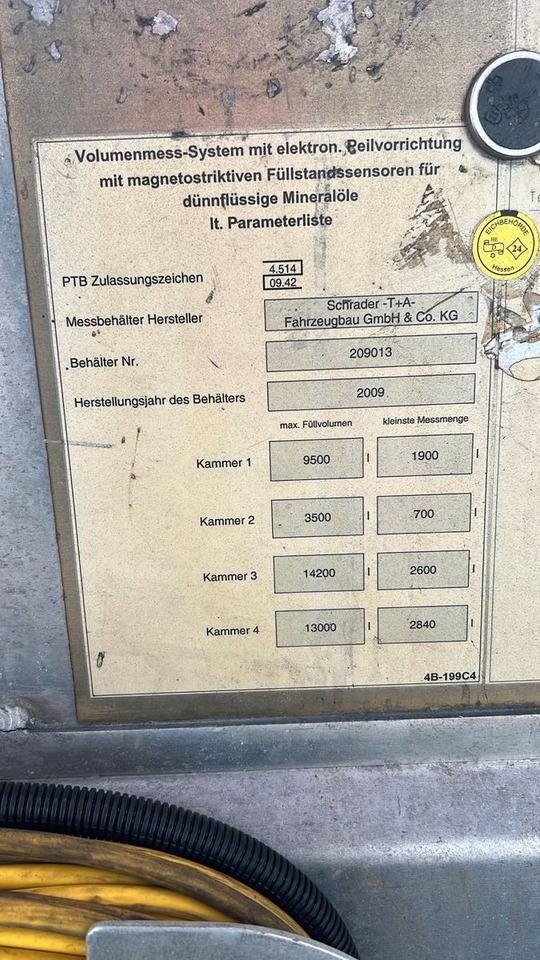 Volumenmess-System mit elektron. Peilvorrichtung
mit magnetostriktiven Füllstandssensoren für
dünnflüssige Mineralöle
lt. Parameterliste
PTB Zulassungszeichen
4.514
09.42
Messbehälter Hersteller
Schrader -T+A-
Fahrzeugbau GmbH & Co. KG
Behälter Nr.
209013
Herstellungsjahr des Behälters
2009
max. Füllvolumen kleinste Messmenge
Kammer 1 9500 l 1900 l
Kammer 2 3500 l 700 l
Kammer 3 14200 l 2600 l
Kammer 4 13000 l 2840 l
4B-199C4
EICHBEHÖRDE
HE
D
24
Hessen